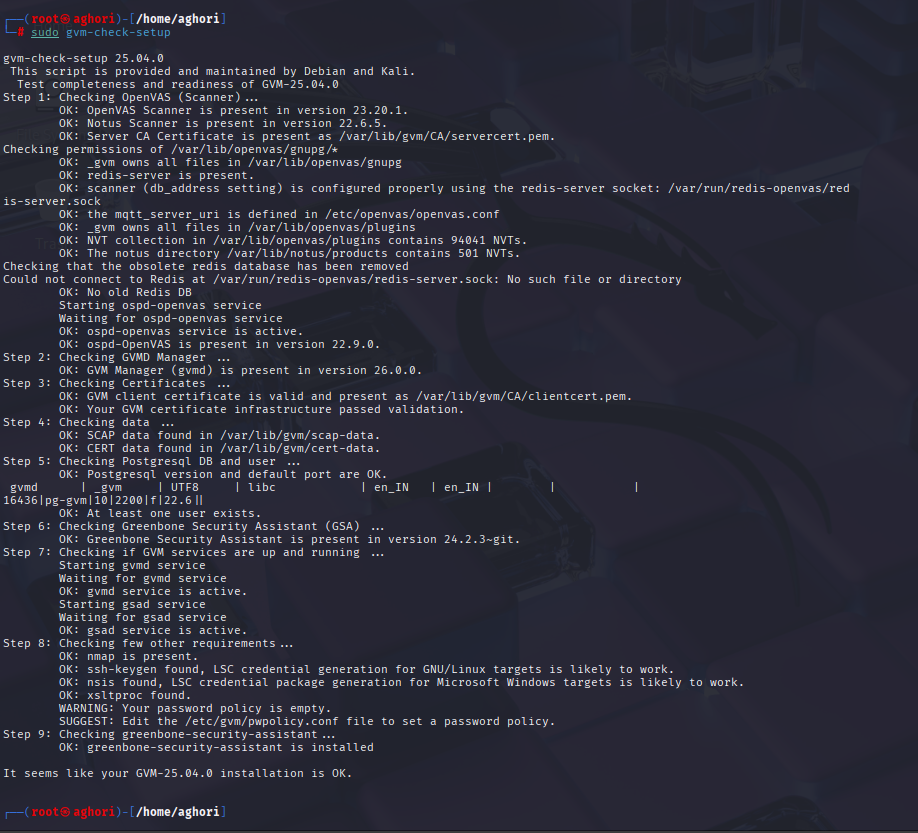 ┌──(root㉿aghori)-[/home/aghori]
└─# sudo gvm-check-setup
gvm-check-setup 25.04.0
This script is provided and maintained by Debian and Kali.
Test completeness and readiness of GVM-25.04.0
Step 1: Checking OpenVAS (Scanner)...
OK: OpenVAS Scanner is present in version 23.20.1.
OK: Notus Scanner is present in version 22.6.5.
OK: Server CA Certificate is present as /var/lib/gvm/CA/servercert.pem.
Checking permissions of /var/lib/openvas/gnupg/*
OK: _gvm owns all files in /var/lib/openvas/gnupg
OK: redis-server is present.
OK: scanner (db_address setting) is configured properly using the redis-server socket: /var/run/redis-openvas/red
is-server.sock
OK: the mqtt_server_uri is defined in /etc/openvas/openvas.conf
OK: _gvm owns all files in /var/lib/openvas/plugins
OK: NVT collection in /var/lib/openvas/plugins contains 94041 NVTs.
OK: The notus directory /var/lib/notus/products contains 501 NVTs.
Checking that the obsolete redis database has been removed
Could not connect to Redis at /var/run/redis-openvas/redis-server.sock: No such file or directory
OK: No old Redis DB
Starting ospd-openvas service
Waiting for ospd-openvas service
OK: ospd-openvas service is active.
OK: ospd-OpenVAS is present in version 22.9.0.
Step 2: Checking GVMD Manager ...
OK: GVM Manager (gvmd) is present in version 26.0.0.
Step 3: Checking Certificates ...
OK: GVM client certificate is valid and present as /var/lib/gvm/CA/clientcert.pem.
OK: Your GVM certificate infrastructure passed validation.
Step 4: Checking data ...
OK: SCAP data found in /var/lib/gvm/scap-data.
OK: CERT data found in /var/lib/gvm/cert-data.
Step 5: Checking Postgresql DB and user ...
OK: Postgresql version and default port are OK.
gvmd | _gvm | UTF8 | libc | en_IN | en_IN | | |
16436|pg-gvm|10|2200|f|22.6||
OK: At least one user exists.
Step 6: Checking Greenbone Security Assistant (GSA) ...
OK: Greenbone Security Assistant is present in version 24.2.3~git.
Step 7: Checking if GVM services are up and running ...
Starting gvmd service
Waiting for gvmd service
OK: gvmd service is active.
Starting gsad service
Waiting for gsad service
OK: gsad service is active.
Step 8: Checking few other requirements...
OK: nmap is present.
OK: ssh-keygen found, LSC credential generation for GNU/Linux targets is likely to work.
OK: nsis found, LSC credential package generation for Microsoft Windows targets is likely to work.
OK: xsltproc found.
WARNING: Your password policy is empty.
SUGGEST: Edit the /etc/gvm/pwpolicy.conf file to set a password policy.
Step 9: Checking greenbone-security-assistant...
OK: greenbone-security-assistant is installed
It seems like your GVM-25.04.0 installation is OK.
┌──(root㉿aghori)-[/home/aghori]